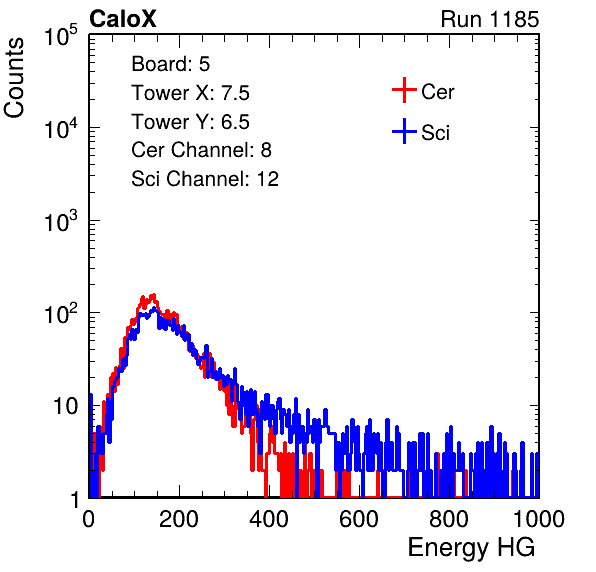 CaloX Run 1185
Counts
10^5
10^4
10^3
10^2
10
1
Board: 5
Tower X: 7.5
Tower Y: 6.5
Cer Channel: 8
Sci Channel: 12
Cer
Sci
0 200 400 600 800 1000
Energy HG